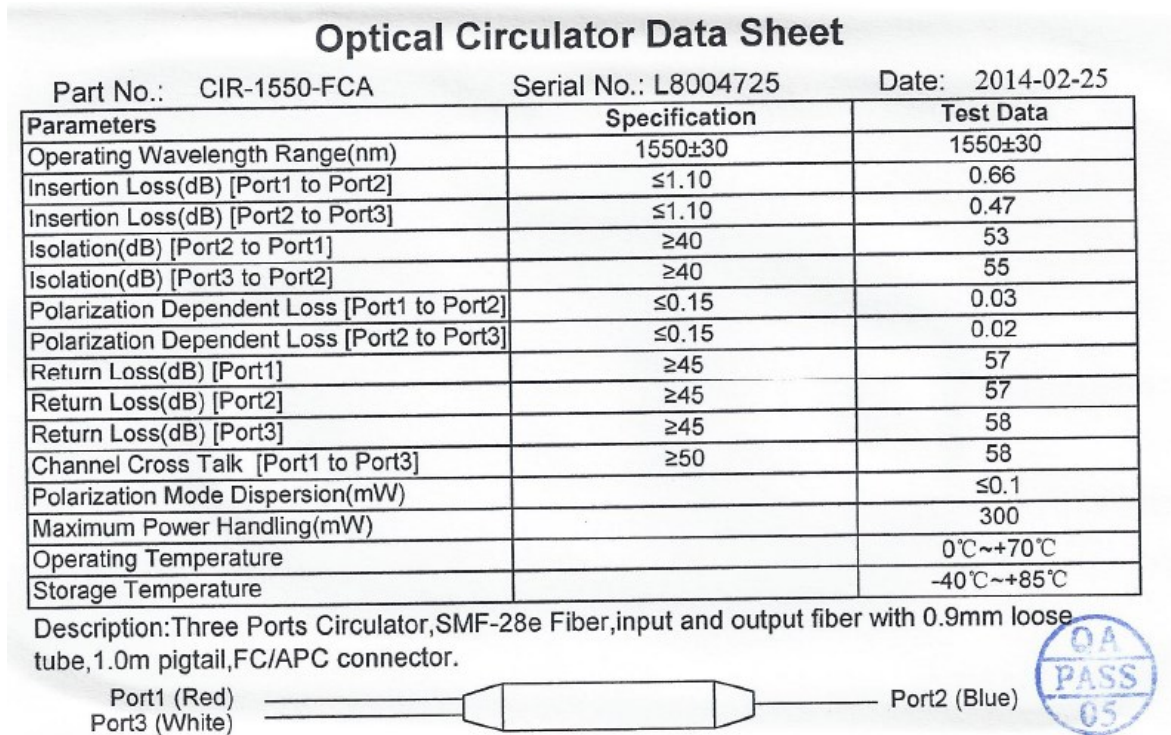 Optical Circulator Data Sheet
Part No.: CIR-1550-FCA Serial No.: L8004725 Date: 2014-02-25
Parameters Specification Test Data
Operating Wavelength Range(nm) 1550±30 1550±30
Insertion Loss(dB) [Port1 to Port2] ≤1.10 0.66
Insertion Loss(dB) [Port2 to Port3] ≤1.10 0.47
Isolation(dB) [Port2 to Port1] ≥40 53
Isolation(dB) [Port3 to Port2] ≥40 55
Polarization Dependent Loss [Port1 to Port2] ≤0.15 0.03
Polarization Dependent Loss [Port2 to Port3] ≤0.15 0.02
Return Loss(dB) [Port1] ≥45 57
Return Loss(dB) [Port2] ≥45 57
Return Loss(dB) [Port3] ≥45 58
Channel Cross Talk [Port1 to Port3] ≥50 58
Polarization Mode Dispersion(mW) ≤0.1
Maximum Power Handling(mW) 300
Operating Temperature 0℃~+70℃
Storage Temperature -40℃~+85℃
Description:Three Ports Circulator,SMF-28e Fiber,input and output fiber with 0.9mm loose
tube,1.0m pigtail,FC/APC connector.
QA
PASS
05
Port1 (Red) Port2 (Blue)
Port3 (White)